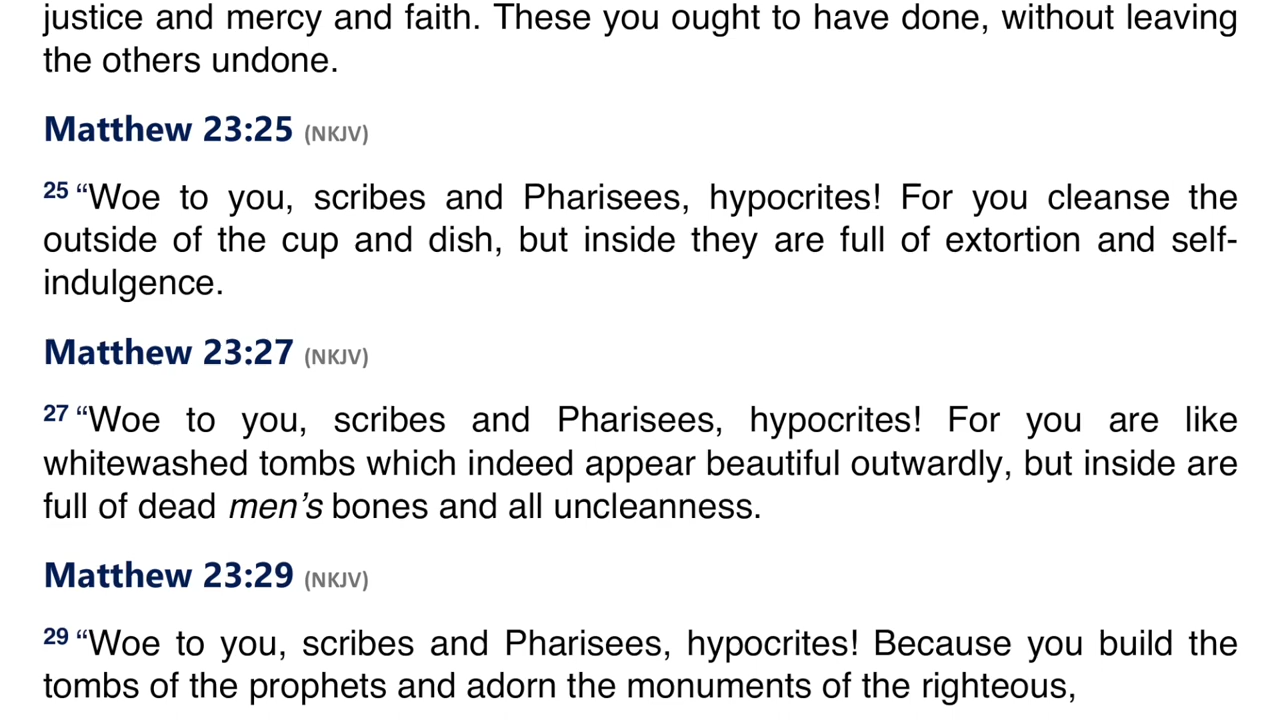 justice and mercy and faith. These you ought to have done, without leaving
the others undone.
Matthew 23:25 (NKJV)
25 “Woe to you, scribes and Pharisees, hypocrites! For you cleanse the
outside of the cup and dish, but inside they are full of extortion and self-
indulgence.
Matthew 23:27 (NKJV)
27 “Woe to you, scribes and Pharisees, hypocrites! For you are like
whitewashed tombs which indeed appear beautiful outwardly, but inside are
full of dead men’s bones and all uncleanness.
Matthew 23:29 (NKJV)
29 “Woe to you, scribes and Pharisees, hypocrites! Because you build the
tombs of the prophets and adorn the monuments of the righteous,